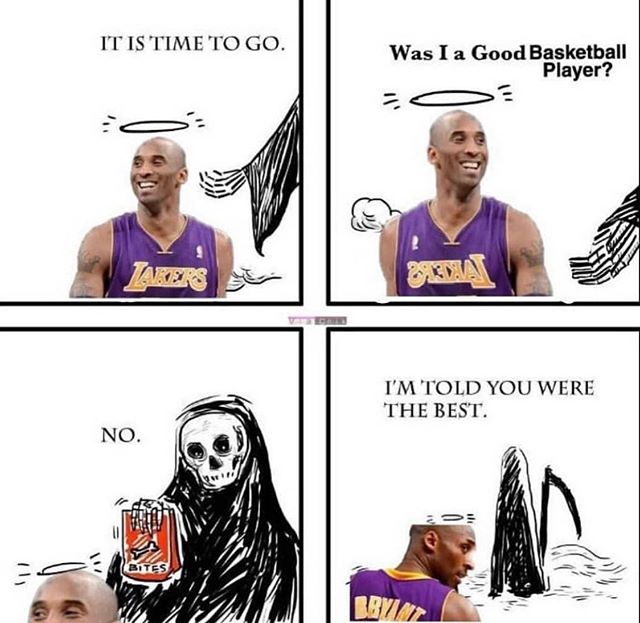 IT IS TIME TO GO.
LAKERS
Was I a Good Basketball
Player?
LAKERS
NO.
BITES
I'M TOLD YOU WERE
THE BEST.
BRYANT